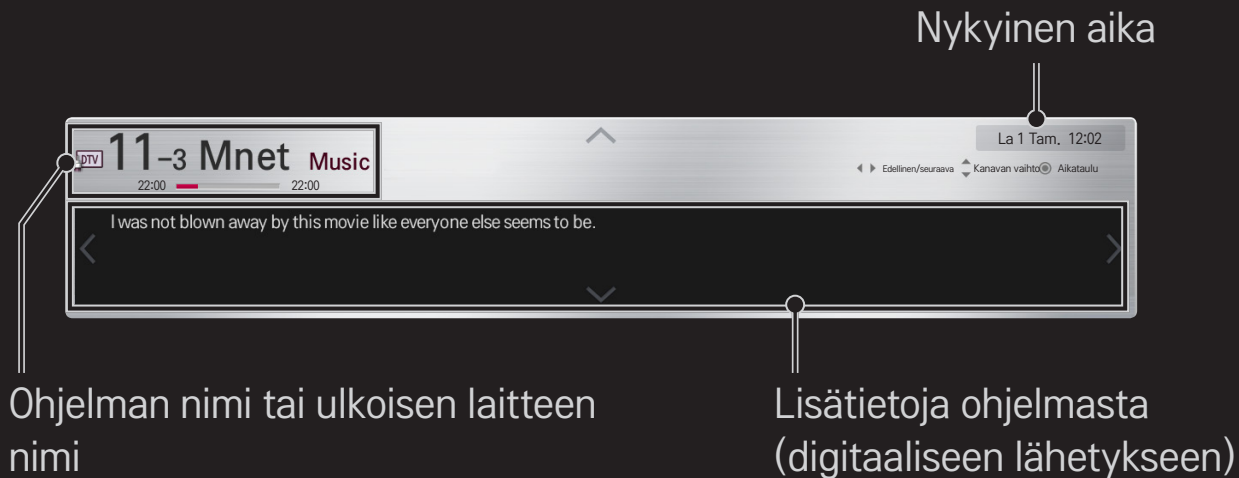 Nykyinen aika
La 1 Tam. 12:02
DTV 11-3 Mnet Music
22:00 22:00
Edellinen/seuraava Kanavan vaihto Aikataulu
I was not blown away by this movie like everyone else seems to be.
Ohjelman nimi tai ulkoisen laitteen
nimi
Lisätietoja ohjelmasta
(digitaaliseen lähetykseen)